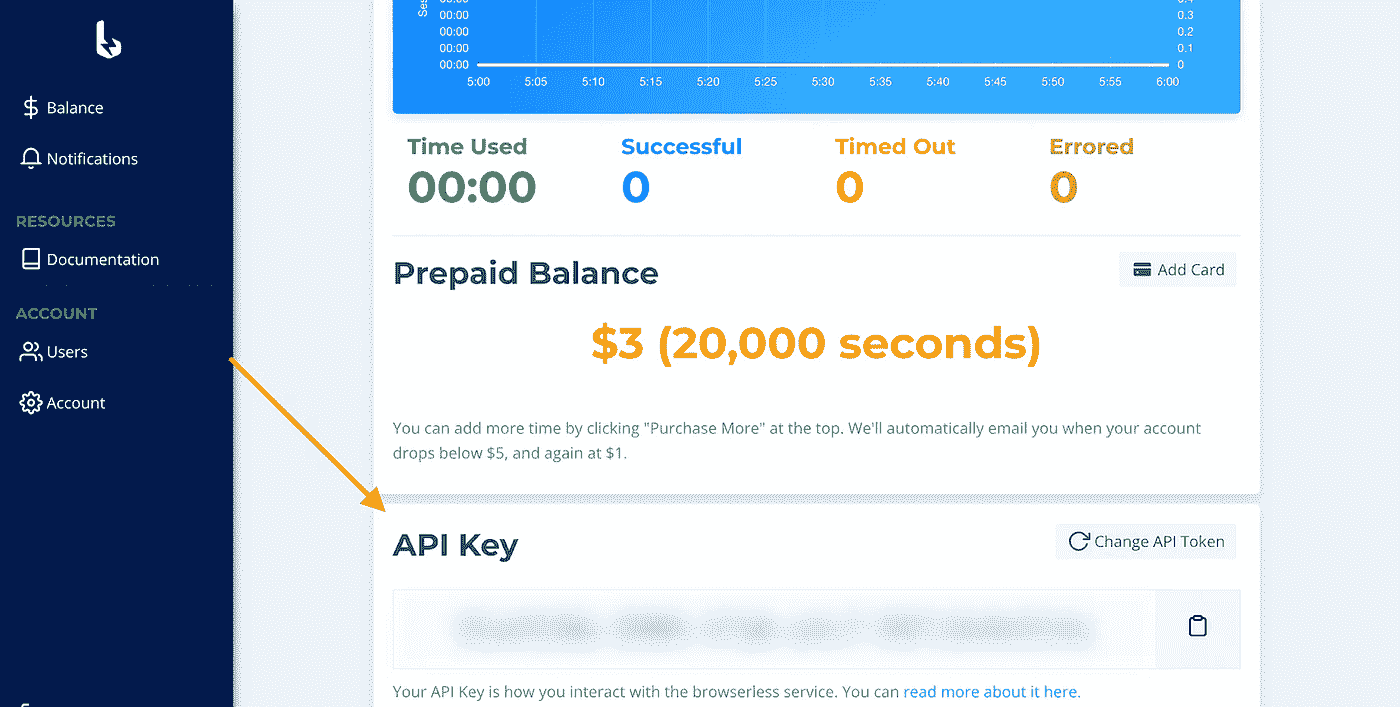 Balance
Notifications
RESOURCES
Documentation
ACCOUNT
Users
Account
00:00
00:00 0.3
00:00 0.2
00:00 0.1
00:00 0
5:00 5:05 5:10 5:15 5:20 5:25 5:30 5:35 5:40 5:45 5:50 5:55 6:00
Time Used Successful Timed Out Errored
00:00 0 0 0
Prepaid Balance Add Card
$3 (20,000 seconds)
You can add more time by clicking "Purchase More" at the top. We'll automatically email you when your account
drops below $5, and again at $1.
API Key Change API Token
Your API Key is how you interact with the browserless service. You can read more about it here.